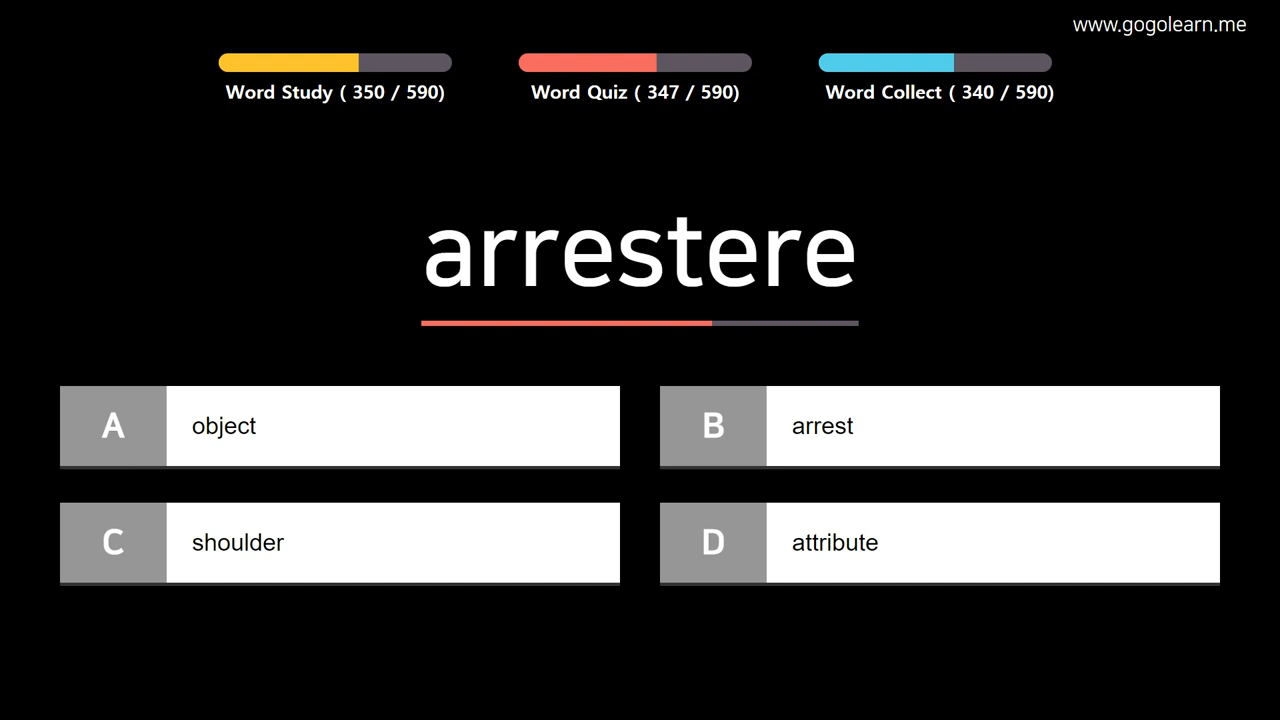 www.gogolearn.me
Word Study ( 350 / 590)
Word Quiz ( 347 / 590)
Word Collect ( 340 / 590)
arrestere
A object
B arrest
C shoulder
D attribute